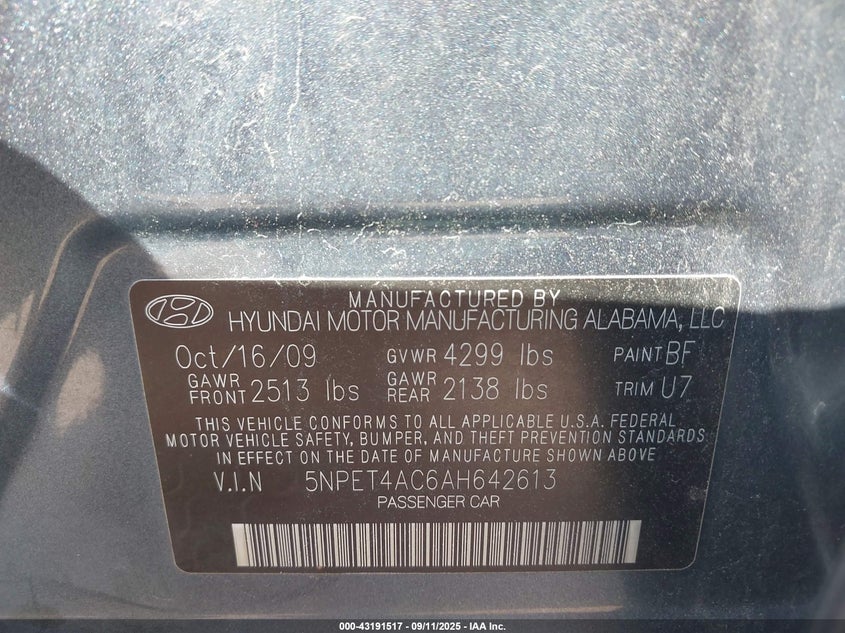 MANUFACTURED BY
HYUNDAI MOTOR MANUFACTURING ALABAMA, LLC
Oct/16/09 GVWR 4299 lbs PAINT BF
GAWR FRONT 2513 lbs GAWR REAR 2138 lbs TRIM U7
THIS VEHICLE CONFORMS TO ALL APPLICABLE U.S.A. FEDERAL
MOTOR VEHICLE SAFETY, BUMPER, AND THEFT PREVENTION STANDARDS
IN EFFECT ON THE DATE OF MANUFACTURE SHOWN ABOVE
V.I.N 5NPET4AC6AH642613
PASSENGER CAR
000-43191517 - 09/11/2025 - IAA Inc.